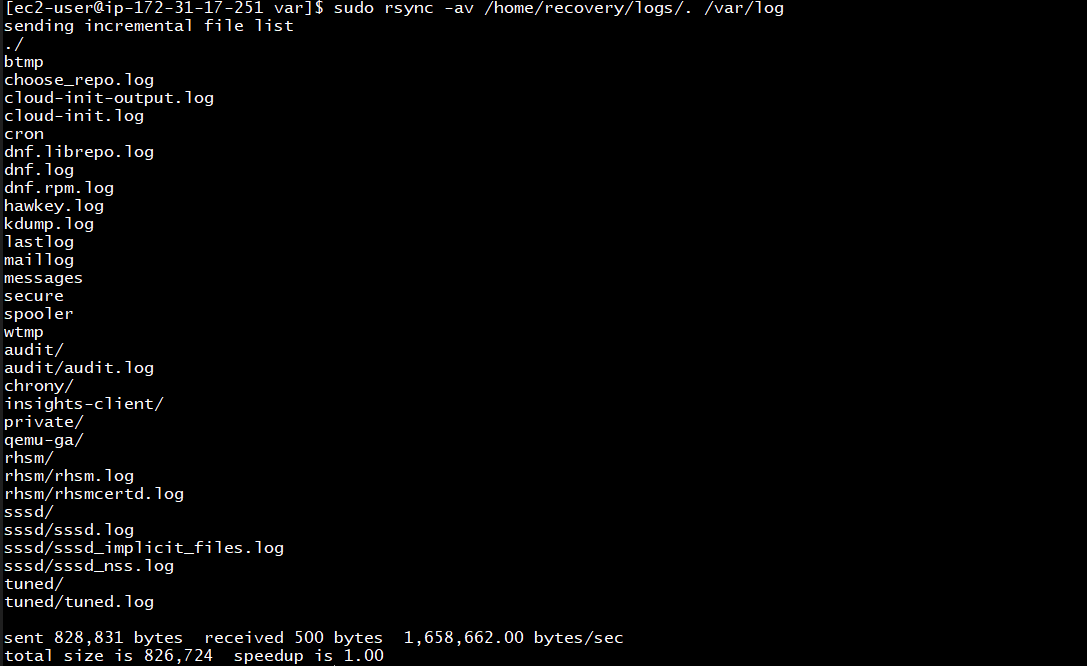 [ec2-user@ip-172-31-17-251 var]$ sudo rsync -av /home/recovery/logs/. /var/log
sending incremental file list
./
btmp
choose_repo.log
cloud-init-output.log
cloud-init.log
cron
dnf.librepo.log
dnf.log
dnf.rpm.log
hawkey.log
kdump.log
lastlog
maillog
messages
secure
spooler
wtmp
audit/
audit/audit.log
chrony/
insights-client/
private/
qemu-ga/
rhsm/
rhsm/rhsm.log
rhsm/rhsmcertd.log
sssd/
sssd/sssd.log
sssd/sssd_implicit_files.log
sssd/sssd_nss.log
tuned/
tuned/tuned.log

sent 828,831 bytes  received 500 bytes  1,658,662.00 bytes/sec
total size is 826,724  speedup is 1.00